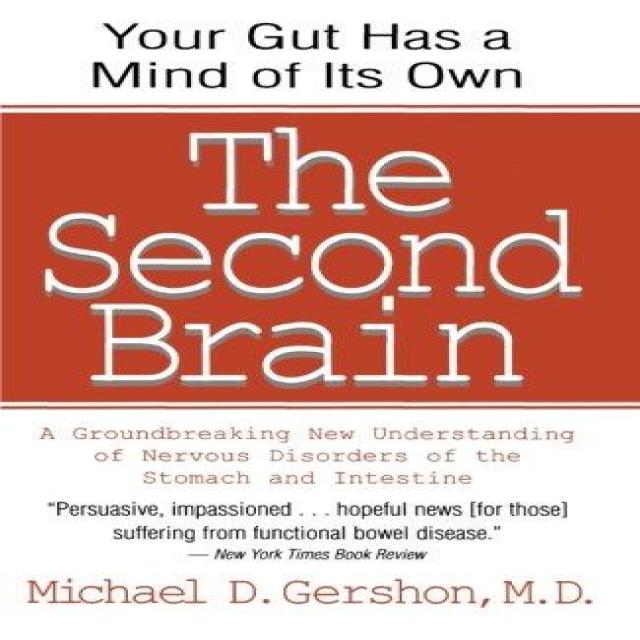 Your Gut Has a
Mind of Its Own
The
Second
Brain
A Groundbreaking New Understanding
of Nervous Disorders of the
Stomach and Intestine
“Persuasive, impassioned . . . hopeful news [for those]
suffering from functional bowel disease.”
— New York Times Book Review
Michael D. Gershon, M.D.